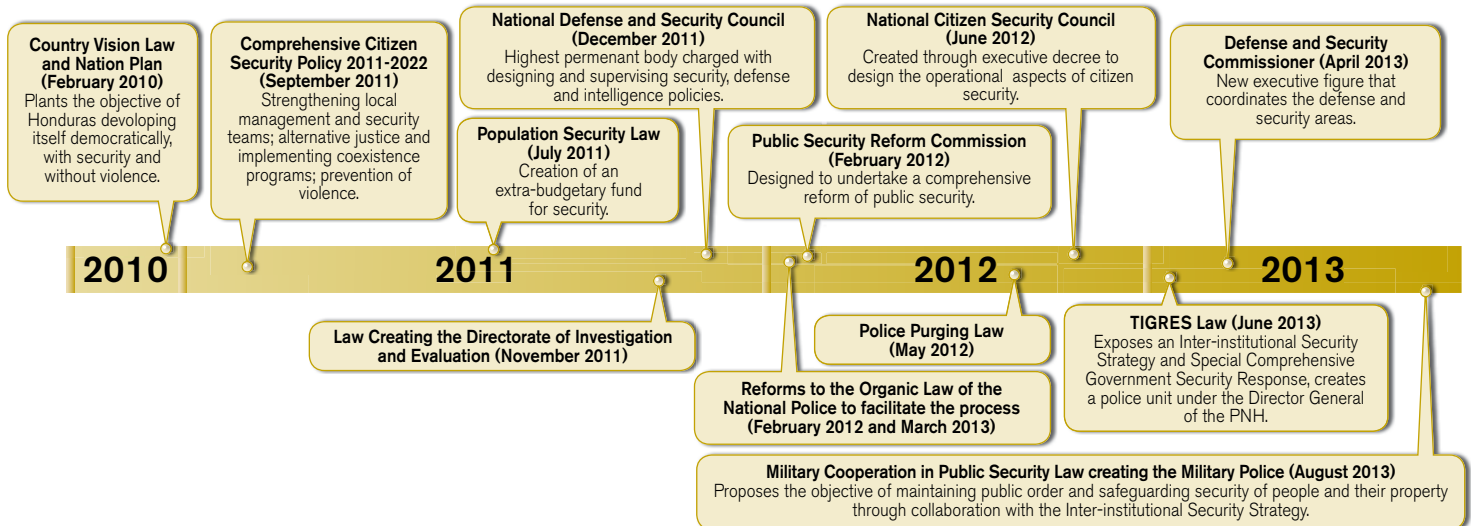 Country Vision Law
and Nation Plan
(February 2010)
Plants the objective of
Honduras devoloping
itself democratically,
with security and
without violence.
Comprehensive Citizen
Security Policy 2011-2022
(September 2011)
Strengthening local
management and security
teams; alternative justice and
implementing coexistence
programs; prevention of
violence.
National Defense and Security Council
(December 2011)
Highest permenant body charged with
designing and supervising security, defense
and intelligence policies.
Population Security Law
(July 2011)
Creation of an
extra-budgetary fund
for security.
National Citizen Security Council
(June 2012)
Created through executive decree to
design the operational aspects of citizen
security.
Public Security Reform Commission
(February 2012)
Designed to undertake a comprehensive
reform of public security.
Defense and Security
Commissioner (April 2013)
New executive figure that
coordinates the defense and
security areas.
2010
2011
2012
2013
Law Creating the Directorate of Investigation
and Evaluation (November 2011)
Police Purging Law
(May 2012)
Reforms to the Organic Law of the
National Police to facilitate the process
(February 2012 and March 2013)
TIGRES Law (June 2013)
Exposes an Inter-institutional Security
Strategy and Special Comprehensive
Government Security Response, creates
a police unit under the Director General
of the PNH.
Military Cooperation in Public Security Law creating the Military Police (August 2013)
Proposes the objective of maintaining public order and safeguarding security of people and their property
through collaboration with the Inter-institutional Security Strategy.